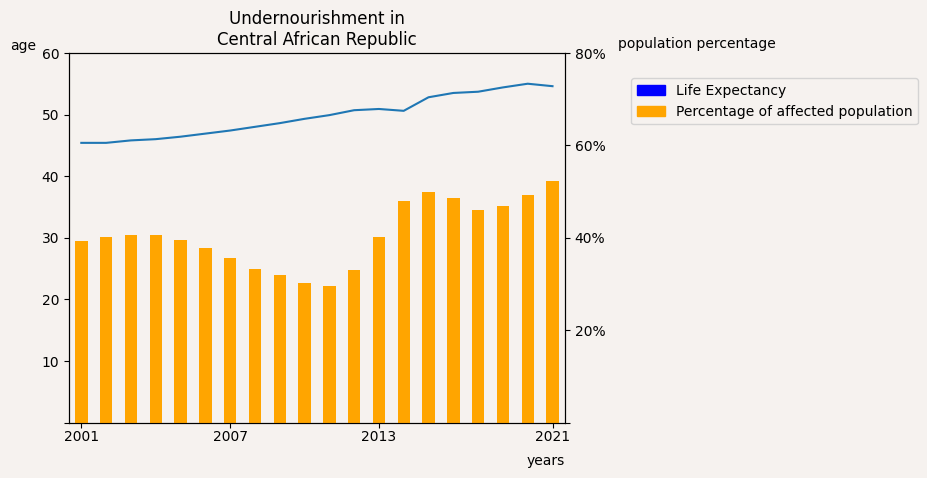 Undernourishment in
Central African Republic
age
population percentage
60
50
40
30
20
10
80%
60%
40%
20%
Life Expectancy
Percentage of affected population
2001
2007
2013
2021
years